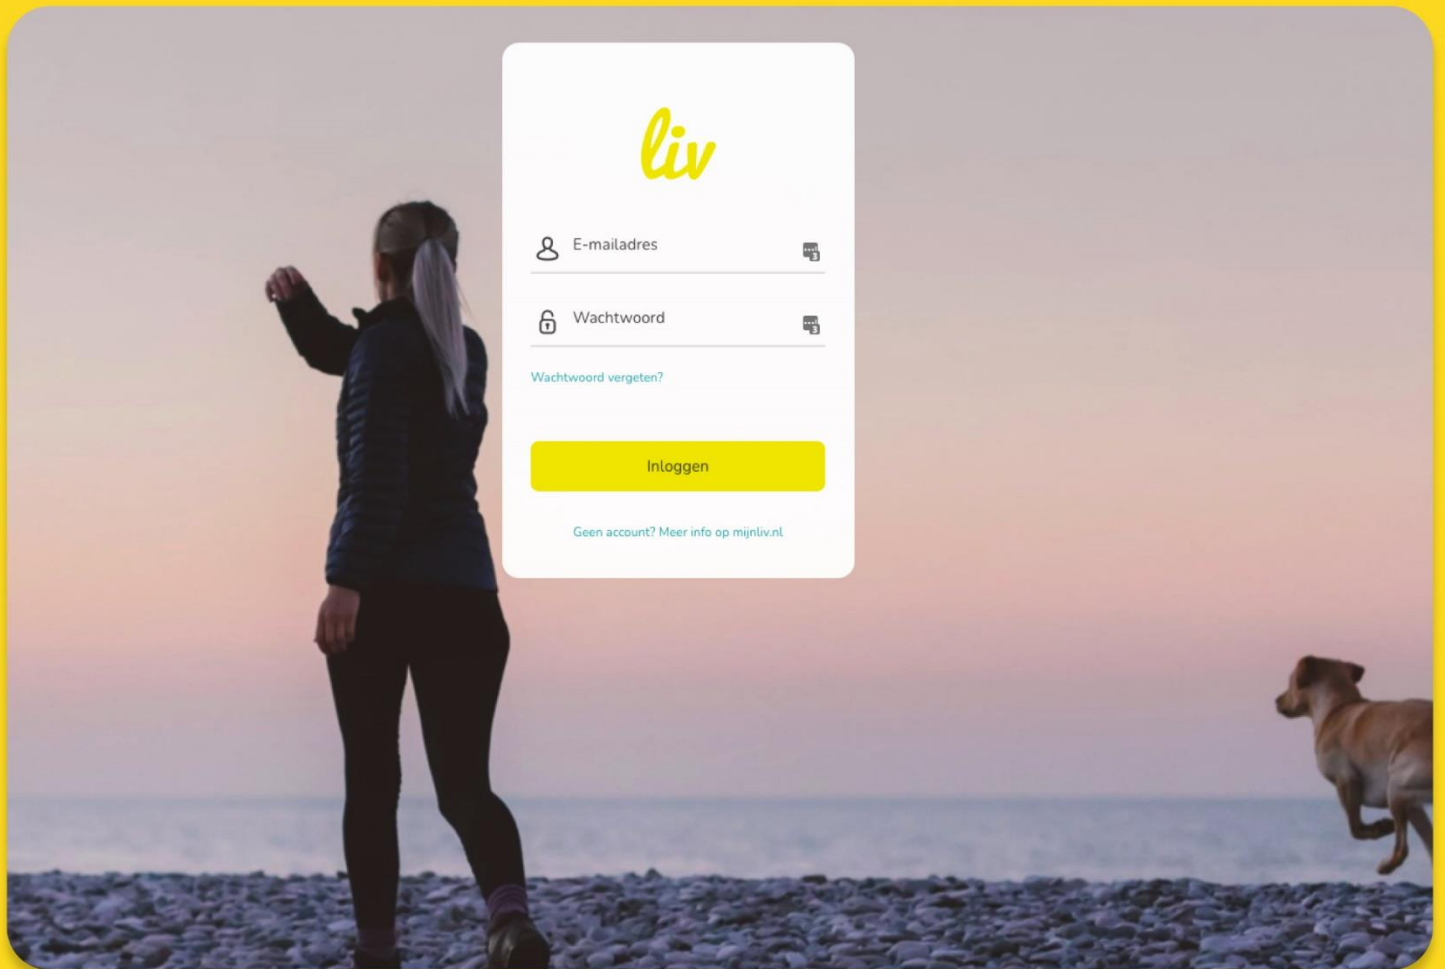 liv
E-mailadres
Wachtwoord
Wachtwoord vergeten?
Inloggen
Geen account? Meer info op mijnliv.nl